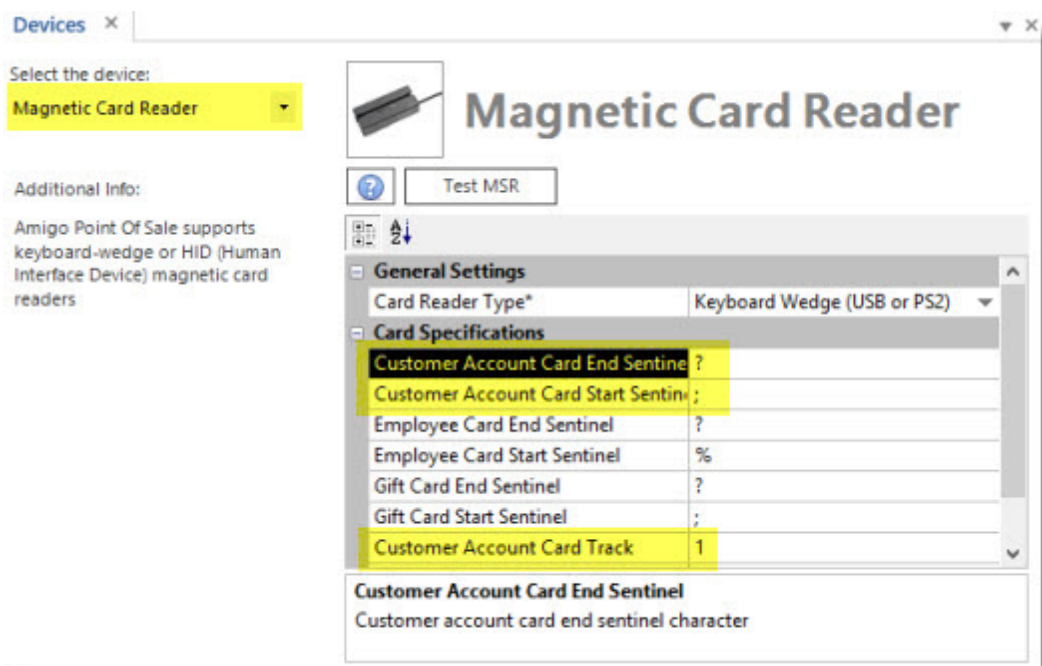 Devices
Select the device:
Magnetic Card Reader
Additional Info:
Amigo Point Of Sale supports
keyboard-wedge or HID (Human
Interface Device) magnetic card
readers
Magnetic Card Reader
Test MSR
General Settings
Card Reader Type* Keyboard Wedge (USB or PS2)
Card Specifications
Customer Account Card End Sentine ?
Customer Account Card Start Sentin ;
Employee Card End Sentinel ?
Employee Card Start Sentinel %
Gift Card End Sentinel ?
Gift Card Start Sentinel ;
Customer Account Card Track 1
Customer Account Card End Sentinel
Customer account card end sentinel character